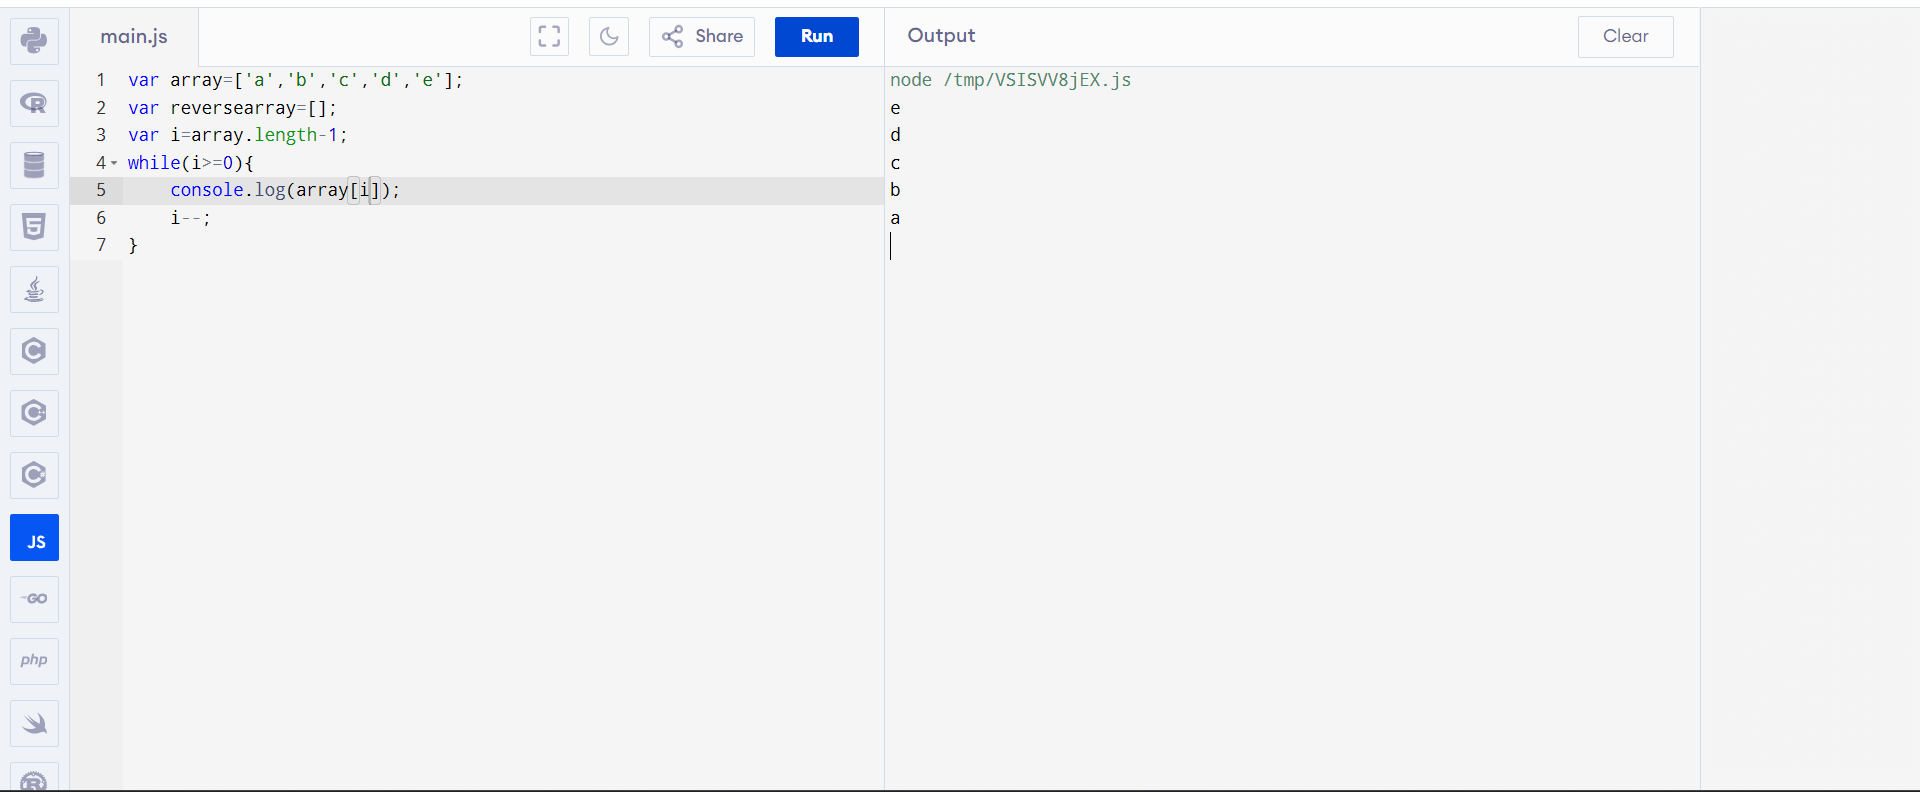 main.js
Share
Run
Output
Clear
1 var array=['a','b','c','d','e'];
2 var reversearray=[];
3 var i=array.length-1;
4 while(i>=0){
5     console.log(array[i]);
6     i--;
7 }
node /tmp/VSISVV8jEX.js
e
d
c
b
a
R
5
C
C
C
JS
GO
php
R